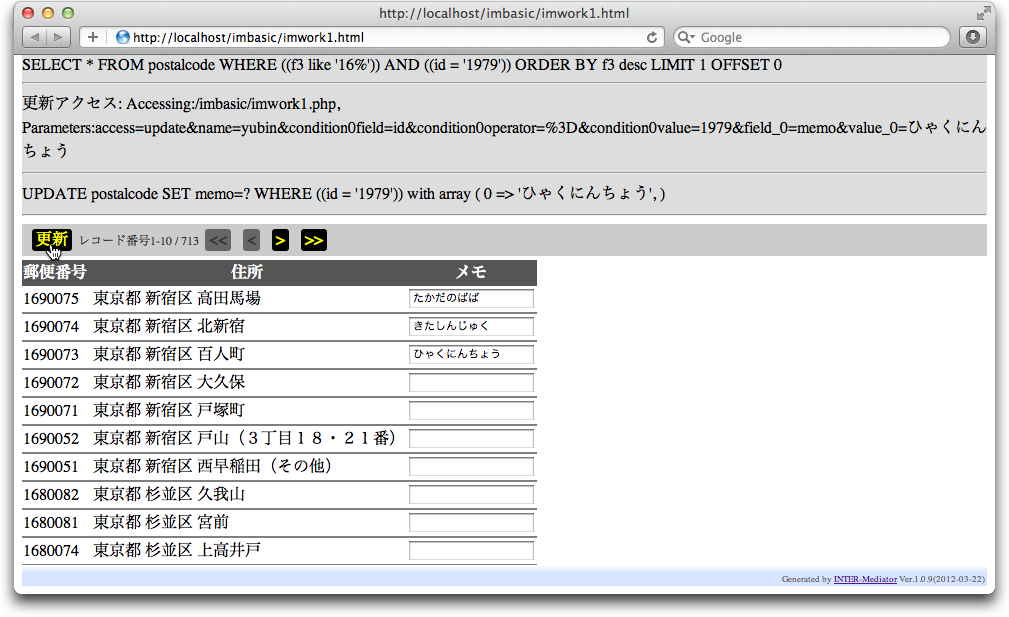 http://localhost/imbasic/imwork1.html
http://localhost/imbasic/imwork1.html Google
SELECT * FROM postalcode WHERE ((f3 like '16%')) AND ((id = '1979')) ORDER BY f3 desc LIMIT 1 OFFSET 0
更新アクセス: Accessing:/imbasic/imwork1.php,
Parameters:access=update&name=yubin&condition0field=id&condition0operator=%3D&condition0value=1979&field_0=memo&value_0=ひゃくにん
ちょう
UPDATE postalcode SET memo=? WHERE ((id = '1979')) with array ( 0 => 'ひゃくにんちょう', )
更新 レコード番号1-10 / 713 << < > >>
郵便番号 住所 メモ
1690075 東京都 新宿区 高田馬場 たかだのばば
1690074 東京都 新宿区 北新宿 きたしんじゅく
1690073 東京都 新宿区 百人町 ひゃくにんちょう
1690072 東京都 新宿区 大久保
1690071 東京都 新宿区 戸塚町
1690052 東京都 新宿区 戸山（３丁目１８・２１番）
1690051 東京都 新宿区 西早稲田（その他）
1680082 東京都 杉並区 久我山
1680081 東京都 杉並区 宮前
1680074 東京都 杉並区 上高井戸
Generated by INTER-Mediator Ver.1.0.9(2012-03-22)